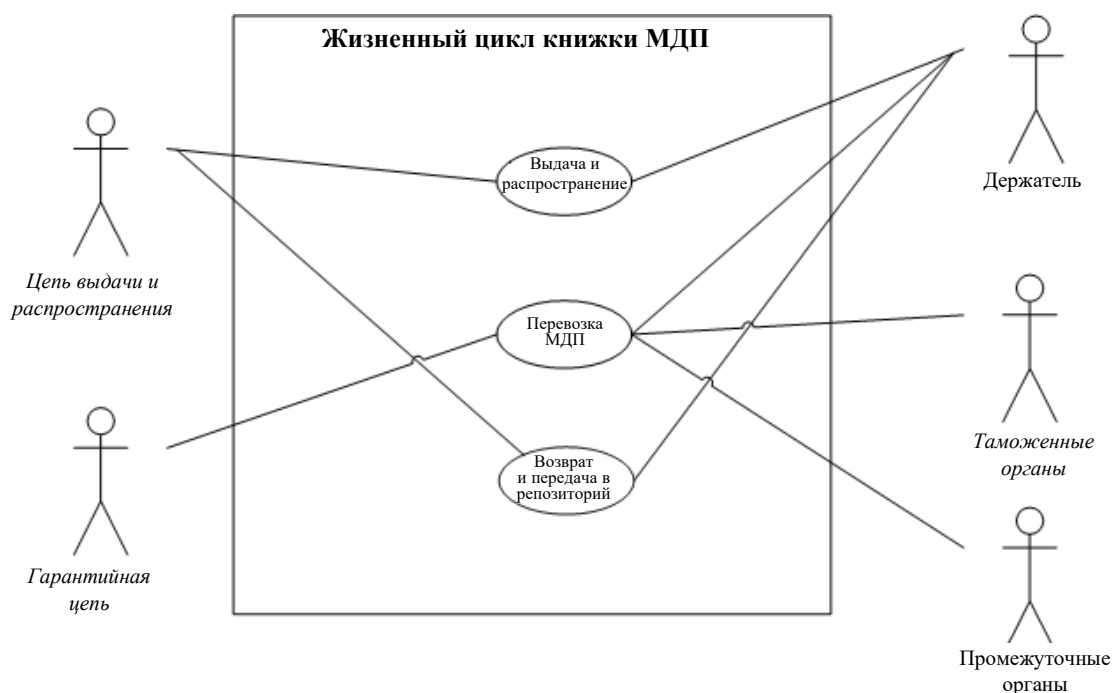 Жизненный цикл книжки МДП
Выдача и
распространение
Держатель
Цепь выдачи и
распространения
Перевозка
МДП
Таможенные
органы
Возврат
и передача в
репозиторий
Гарантийная
цепь
Промежуточные
органы